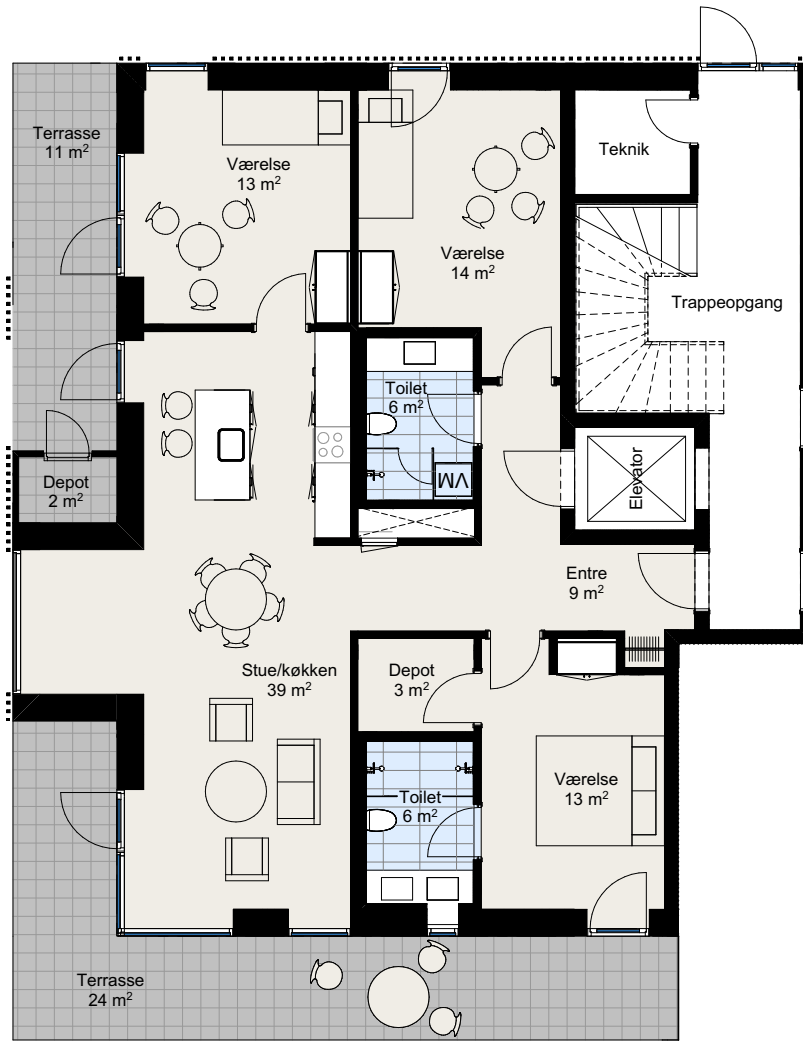 Terrasse
11 m²
Værelse
13 m²
Værelse
14 m²
Teknik
Trappeopgang
Toilet
6 m²
VM
Elevator
Depot
2 m²
Entre
9 m²
Stue/køkken
39 m²
Depot
3 m²
Værelse
13 m²
Toilet
6 m²
Terrasse
24 m²